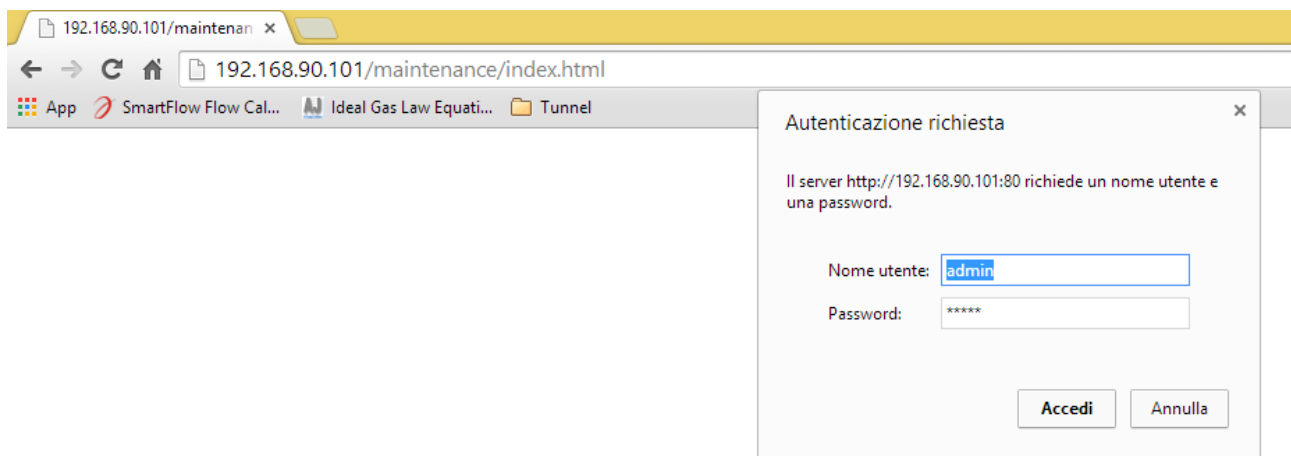 192.168.90.101/maintenan
192.168.90.101/maintenance/index.html
App SmartFlow Flow Cal... Ideal Gas Law Equati... Tunnel
Autenticazione richiesta
Il server http://192.168.90.101:80 richiede un nome utente e
una password.
Nome utente: admin
Password: *****
Accedi Annulla